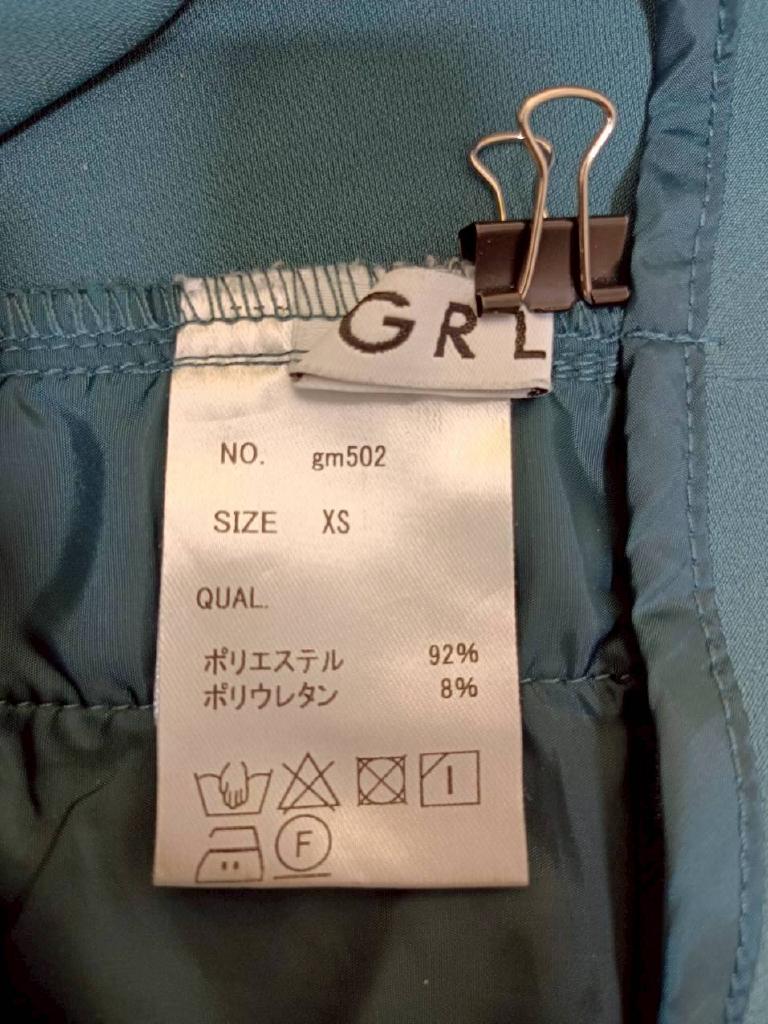 GRL
NO. gm502
SIZE XS
QUAL.
ポリエステル 92%
ポリウレタン 8%
F